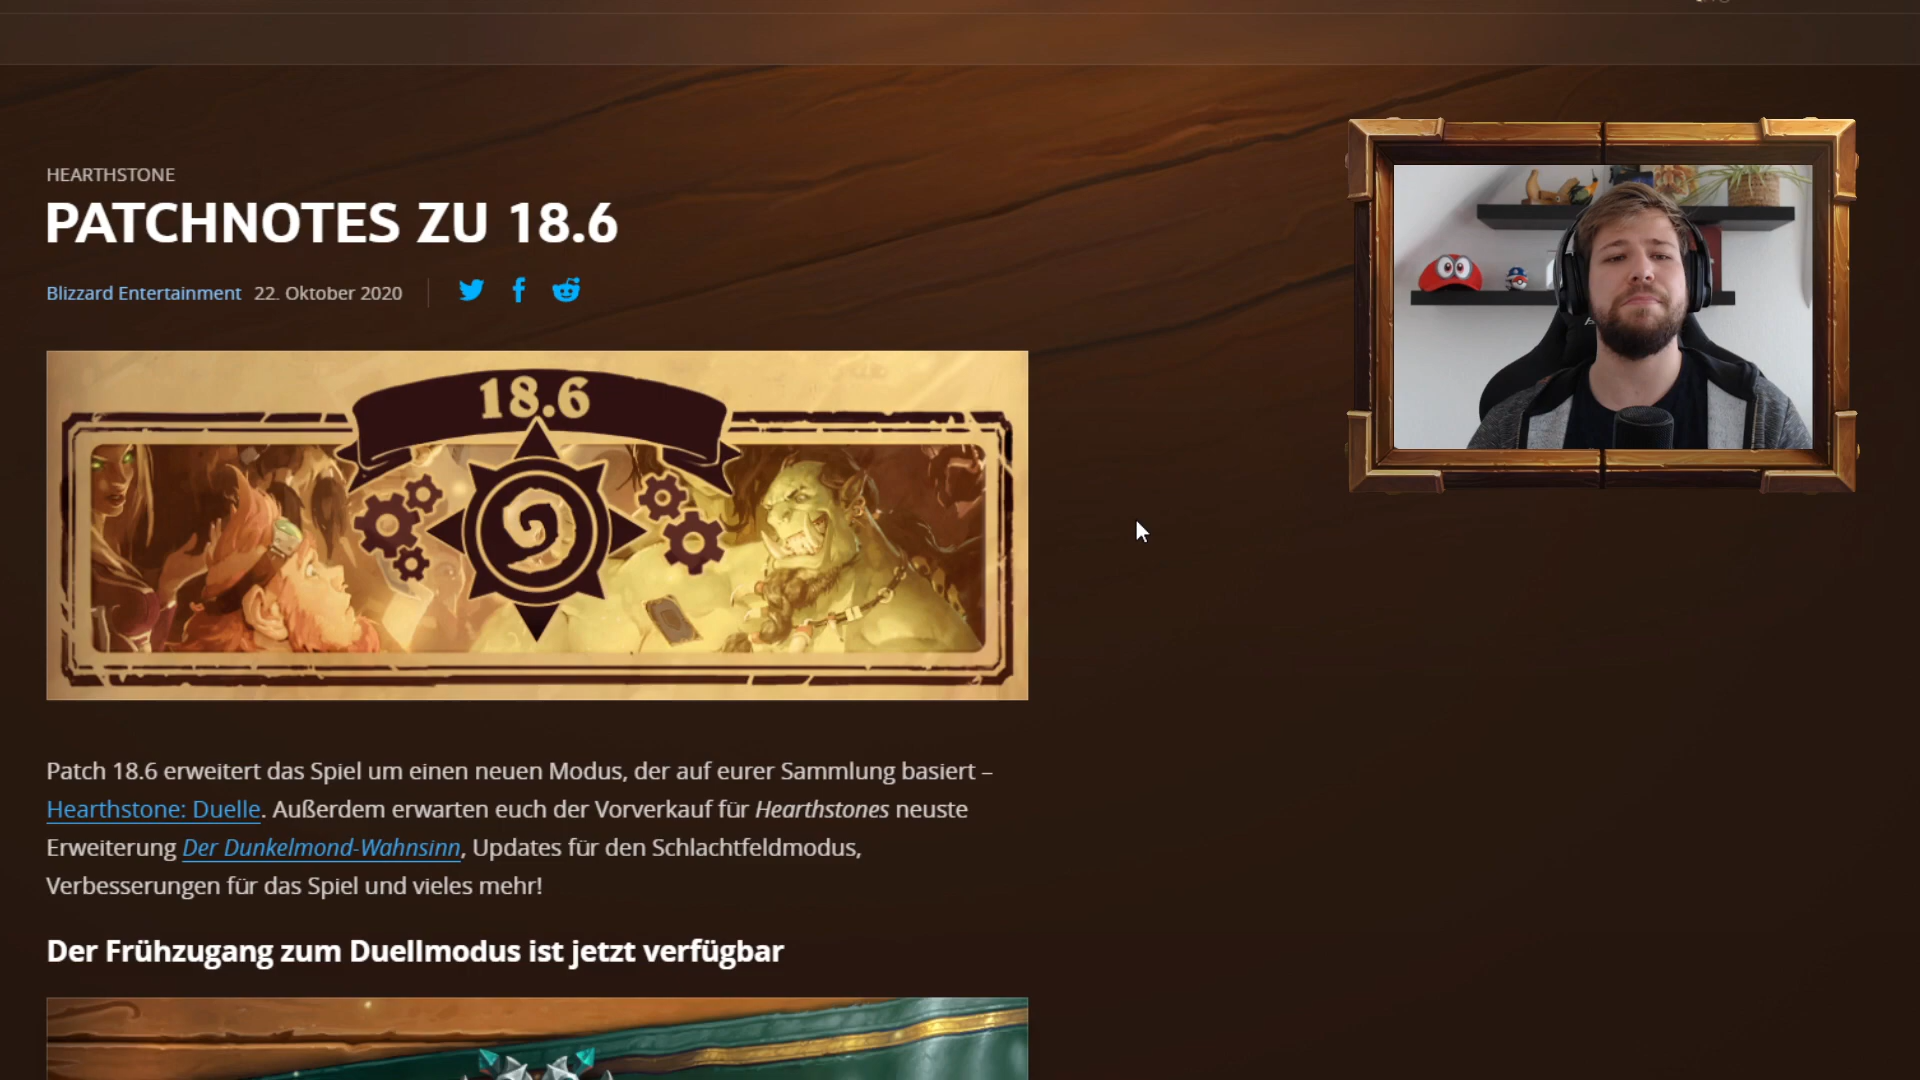 HEARTHSTONE
PATCHNOTES ZU 18.6
Blizzard Entertainment 22. Oktober 2020
18.6
Patch 18.6 erweitert das Spiel um einen neuen Modus, der auf eurer Sammlung basiert –
Hearthstone: Duelle. Außerdem erwarten euch der Vorverkauf für Hearthstones neuste
Erweiterung Der Dunkelmond-Wahnsinn, Updates für den Schlachtfeldmodus,
Verbesserungen für das Spiel und vieles mehr!
Der Frühzugang zum Duellmodus ist jetzt verfügbar